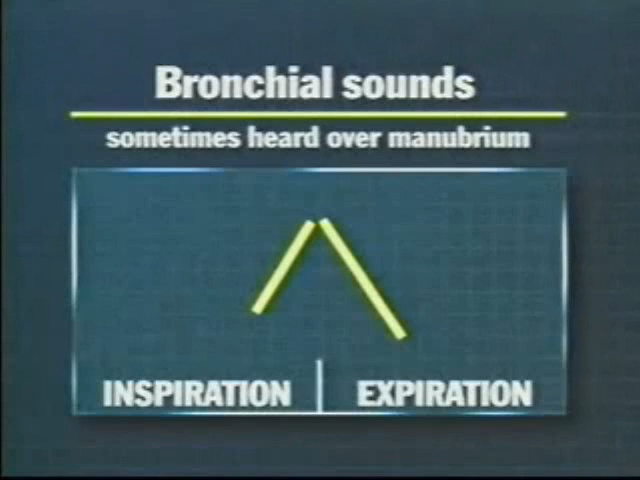 Bronchial sounds
sometimes heard over manubrium
INSPIRATION EXPIRATION